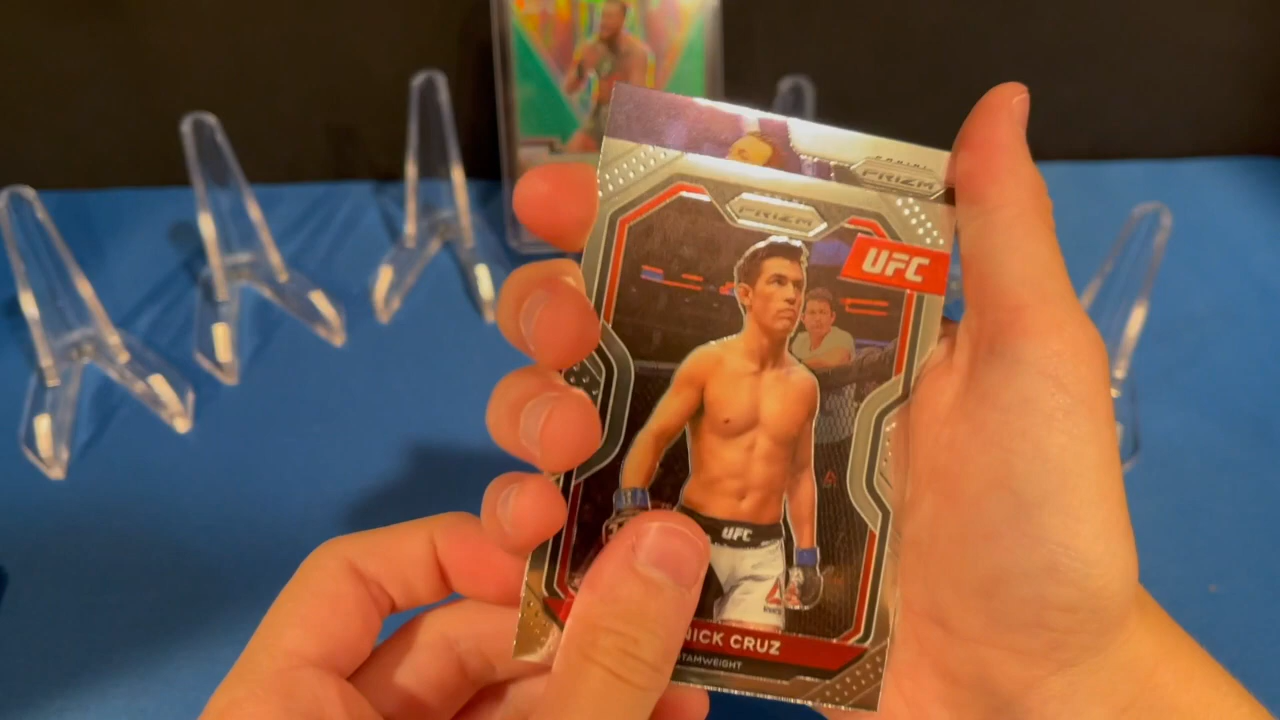 PANINI
PRIZM
PRIZM
UFC
UFC
NICK CRUZ
TAMWEIGHT